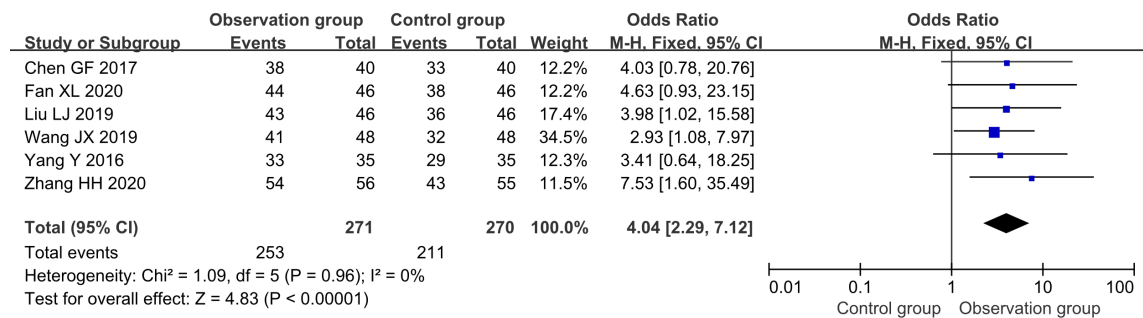 Observation group Control group Odds Ratio Odds Ratio
Study or Subgroup Events Total Events Total Weight M-H, Fixed, 95% CI M-H, Fixed, 95% CI
Chen GF 2017 38 40 33 40 12.2% 4.03 [0.78, 20.76]
Fan XL 2020 44 46 38 46 12.2% 4.63 [0.93, 23.15]
Liu LJ 2019 43 46 36 46 17.4% 3.98 [1.02, 15.58]
Wang JX 2019 41 48 32 48 34.5% 2.93 [1.08, 7.97]
Yang Y 2016 33 35 29 35 12.3% 3.41 [0.64, 18.25]
Zhang HH 2020 54 56 43 55 11.5% 7.53 [1.60, 35.49]
Total (95% CI) 271 270 100.0% 4.04 [2.29, 7.12]
Total events 253 211
Heterogeneity: Chi² = 1.09, df = 5 (P = 0.96); I² = 0%
Test for overall effect: Z = 4.83 (P < 0.00001)
0.01 0.1 1 10 100
Control group Observation group